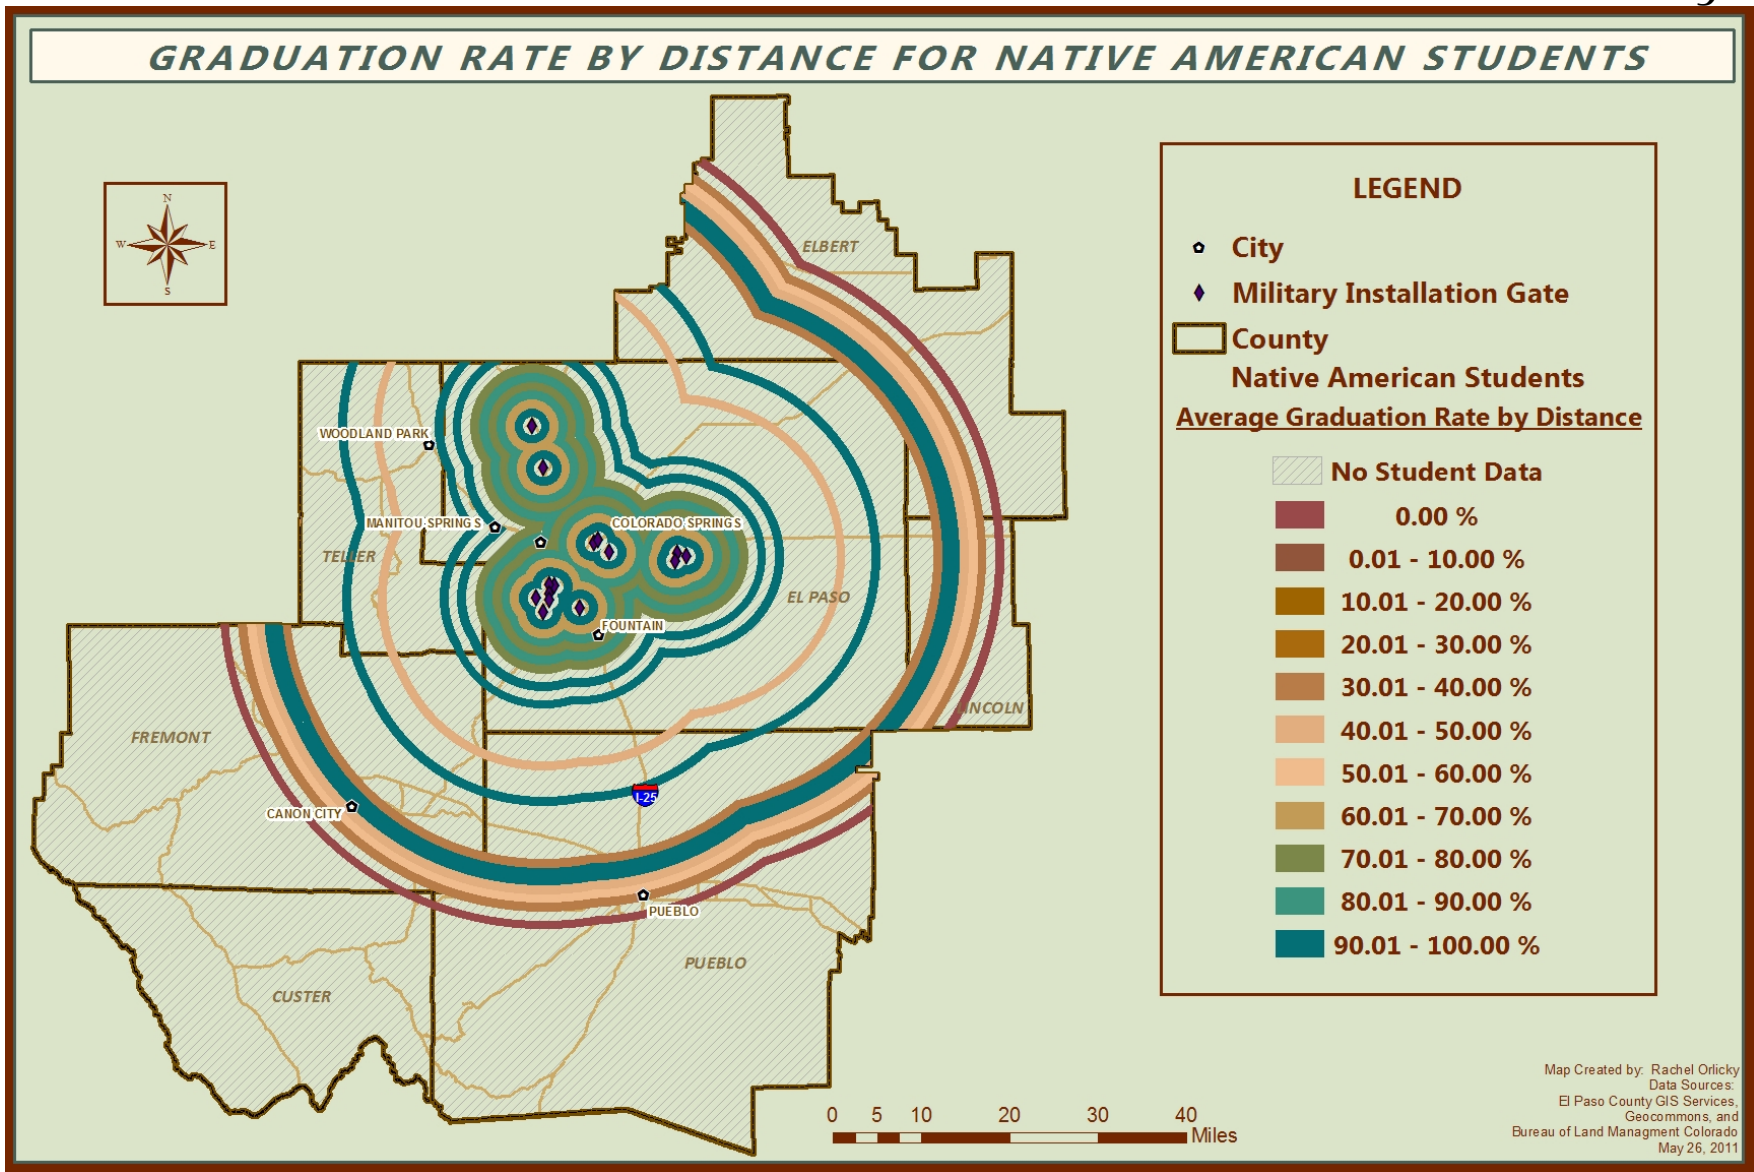 GRADUATION RATE BY DISTANCE FOR NATIVE AMERICAN STUDENTS
N
W
E
S
ELBERT
WOODLAND PARK
MANITOU SPRINGS
COLORADO SPRINGS
TELLER
EL PASO
FOUNTAIN
LINCOLN
FREMONT
I-25
CANON CITY
PUEBLO
PUEBLO
CUSTER
LEGEND
City
Military Installation Gate
County
Native American Students
Average Graduation Rate by Distance
No Student Data
0.00 %
0.01 - 10.00 %
10.01 - 20.00 %
20.01 - 30.00 %
30.01 - 40.00 %
40.01 - 50.00 %
50.01 - 60.00 %
60.01 - 70.00 %
70.01 - 80.00 %
80.01 - 90.00 %
90.01 - 100.00 %
0 5 10 20 30 40
Miles
Map Created by: Rachel Orlicky
Data Sources:
El Paso County GIS Services,
Geocommons, and
Bureau of Land Managment Colorado
May 26, 2011